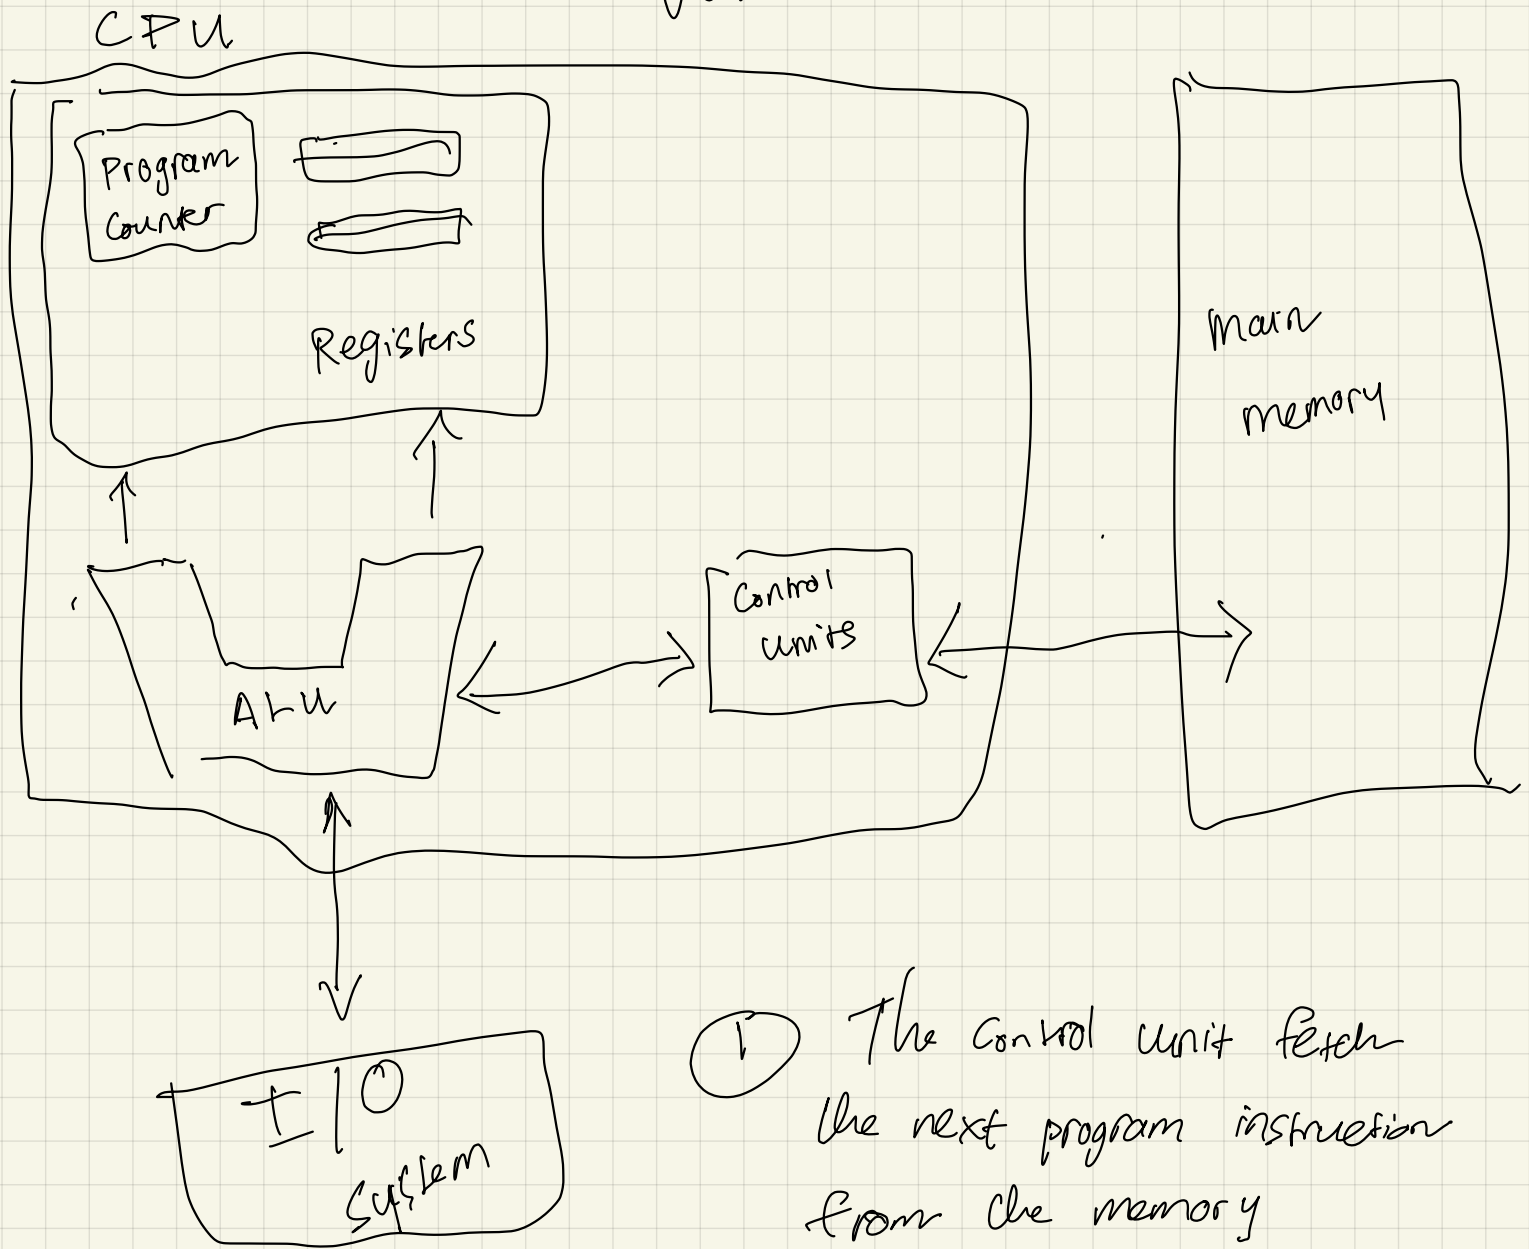 CPU
Program
Counter
Registers
main
memory
Control
units
ALU
I/O
System
1 The control unit fetch
the next program instruction
from the memory